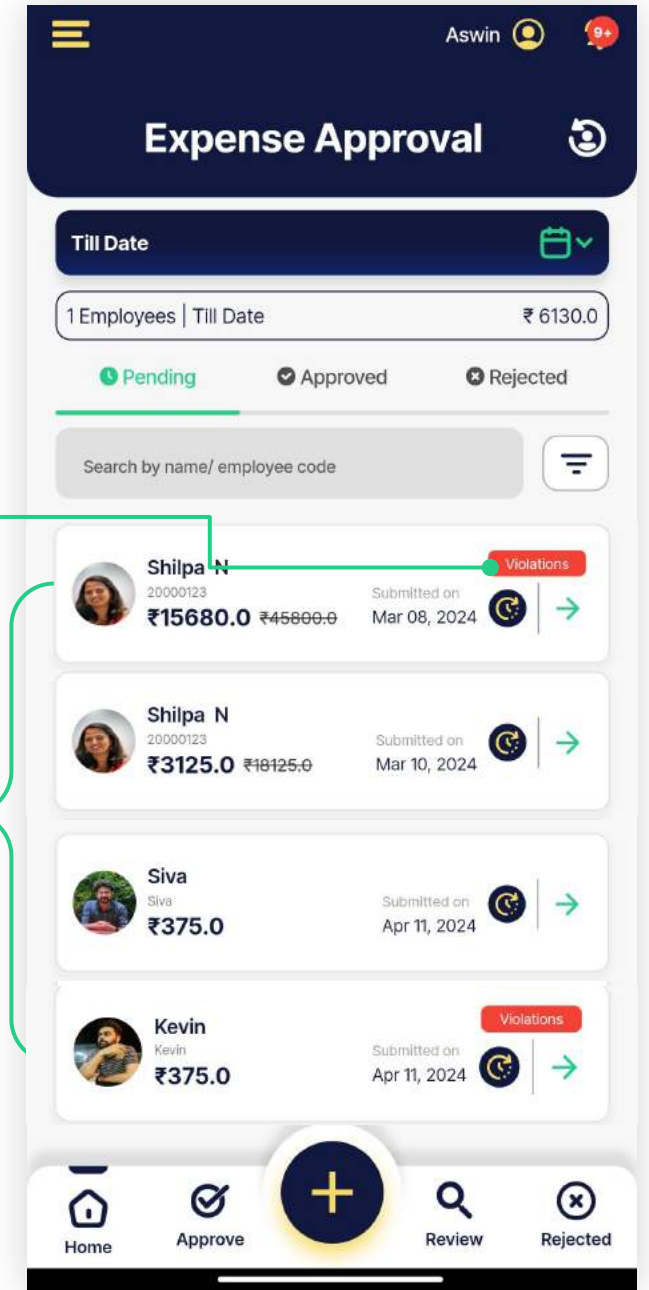 Aswin
9+
Expense Approval
Till Date
1 Employees | Till Date ₹ 6130.0
Pending Approved Rejected
Search by name/ employee code
Violations
Shilpa N
20000123 Submitted on
₹15680.0 ₹45800.0 Mar 08, 2024
Shilpa N
20000123 Submitted on
₹3125.0 ₹18125.0 Mar 10, 2024
Siva
Siva Submitted on
₹375.0 Apr 11, 2024
Violations
Kevin
Kevin Submitted on
₹375.0 Apr 11, 2024
Home Approve Review Rejected